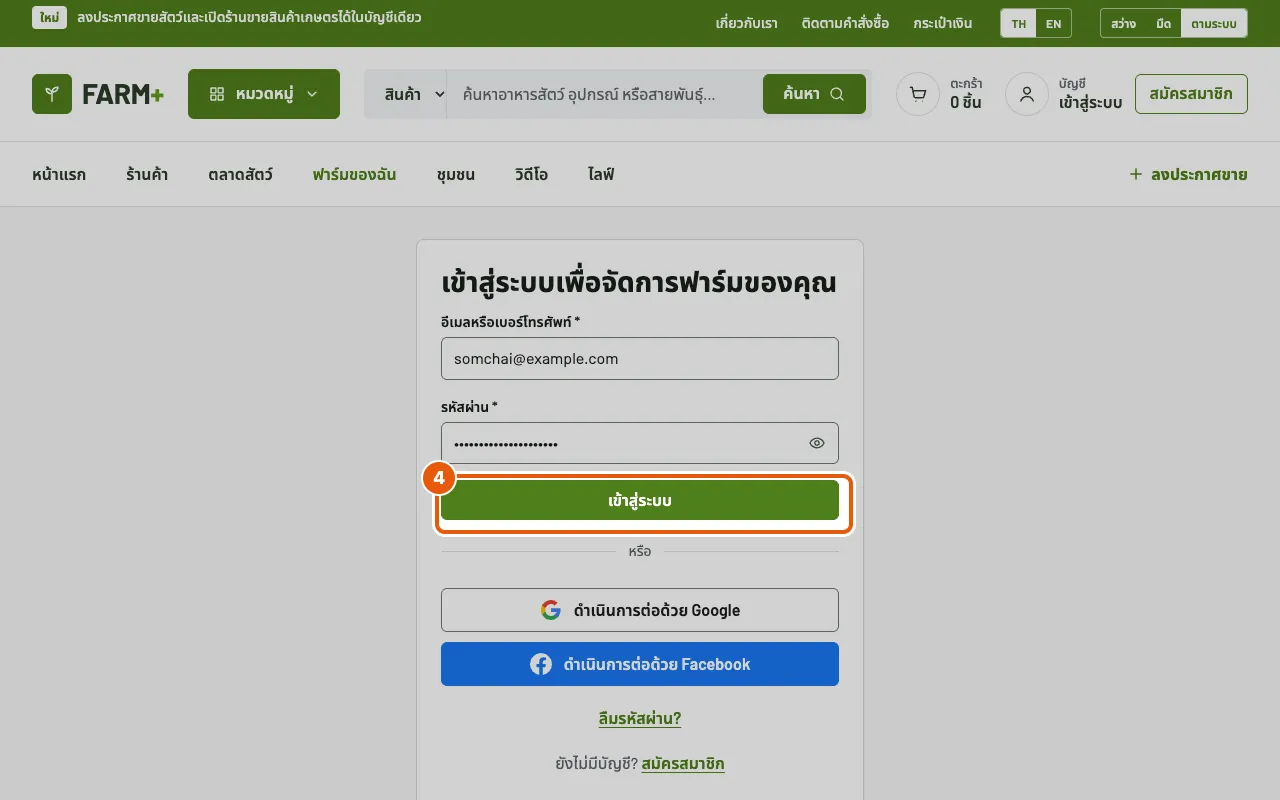 ใหม่ ลงประกาศขายสัตว์และเปิดร้านขายสินค้าเกษตรได้ในบัญชีเดียว เกี่ยวกับเรา ติดตามคำสั่งซื้อ กระเป๋าเงิน TH EN สว่าง มืด ตามระบบ
FARM+ หมวดหมู่ สินค้า ค้นหาอาหารสัตว์ อุปกรณ์ หรือสายพันธุ์... ค้นหา
ตะกร้า
0 ชิ้น
บัญชี
เข้าสู่ระบบ
สมัครสมาชิก
หน้าแรก ร้านค้า ตลาดสัตว์ ฟาร์มของฉัน ชุมชน วิดีโอ ไลฟ์ + ลงประกาศขาย
เข้าสู่ระบบเพื่อจัดการฟาร์มของคุณ
อีเมลหรือเบอร์โทรศัพท์ *
somchai@example.com
รหัสผ่าน *
•••••••••••••••••••••
4
เข้าสู่ระบบ
หรือ
ดำเนินการต่อด้วย Google
ดำเนินการต่อด้วย Facebook
ลืมรหัสผ่าน?
ยังไม่มีบัญชี? สมัครสมาชิก